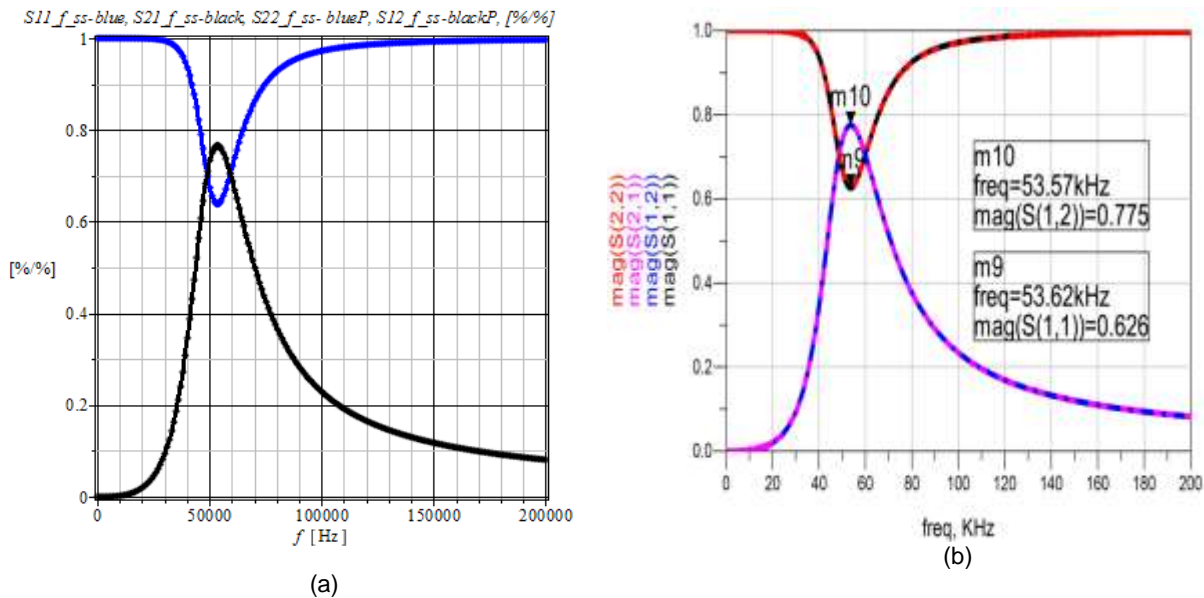 S11_f_ss-blue, S21_f_ss-black, S22_f_ss- blueP, S12_f_ss-blackP, [%/%]
1
0.8
0.6
[%/%]
0.4
0.2
0
0 50000 100000 150000 200000
f [ Hz ]
(a)
mag(S(2,2))
mag(S(2,1))
mag(S(1,2))
mag(S(1,1))
1.0
0.8
0.6
0.4
0.2
0.0
m10
m9
m10
freq=53.57kHz
mag(S(1,2))=0.775
m9
freq=53.62kHz
mag(S(1,1))=0.626
0 20 40 60 80 100 120 140 160 180 200
freq, KHz
(b)